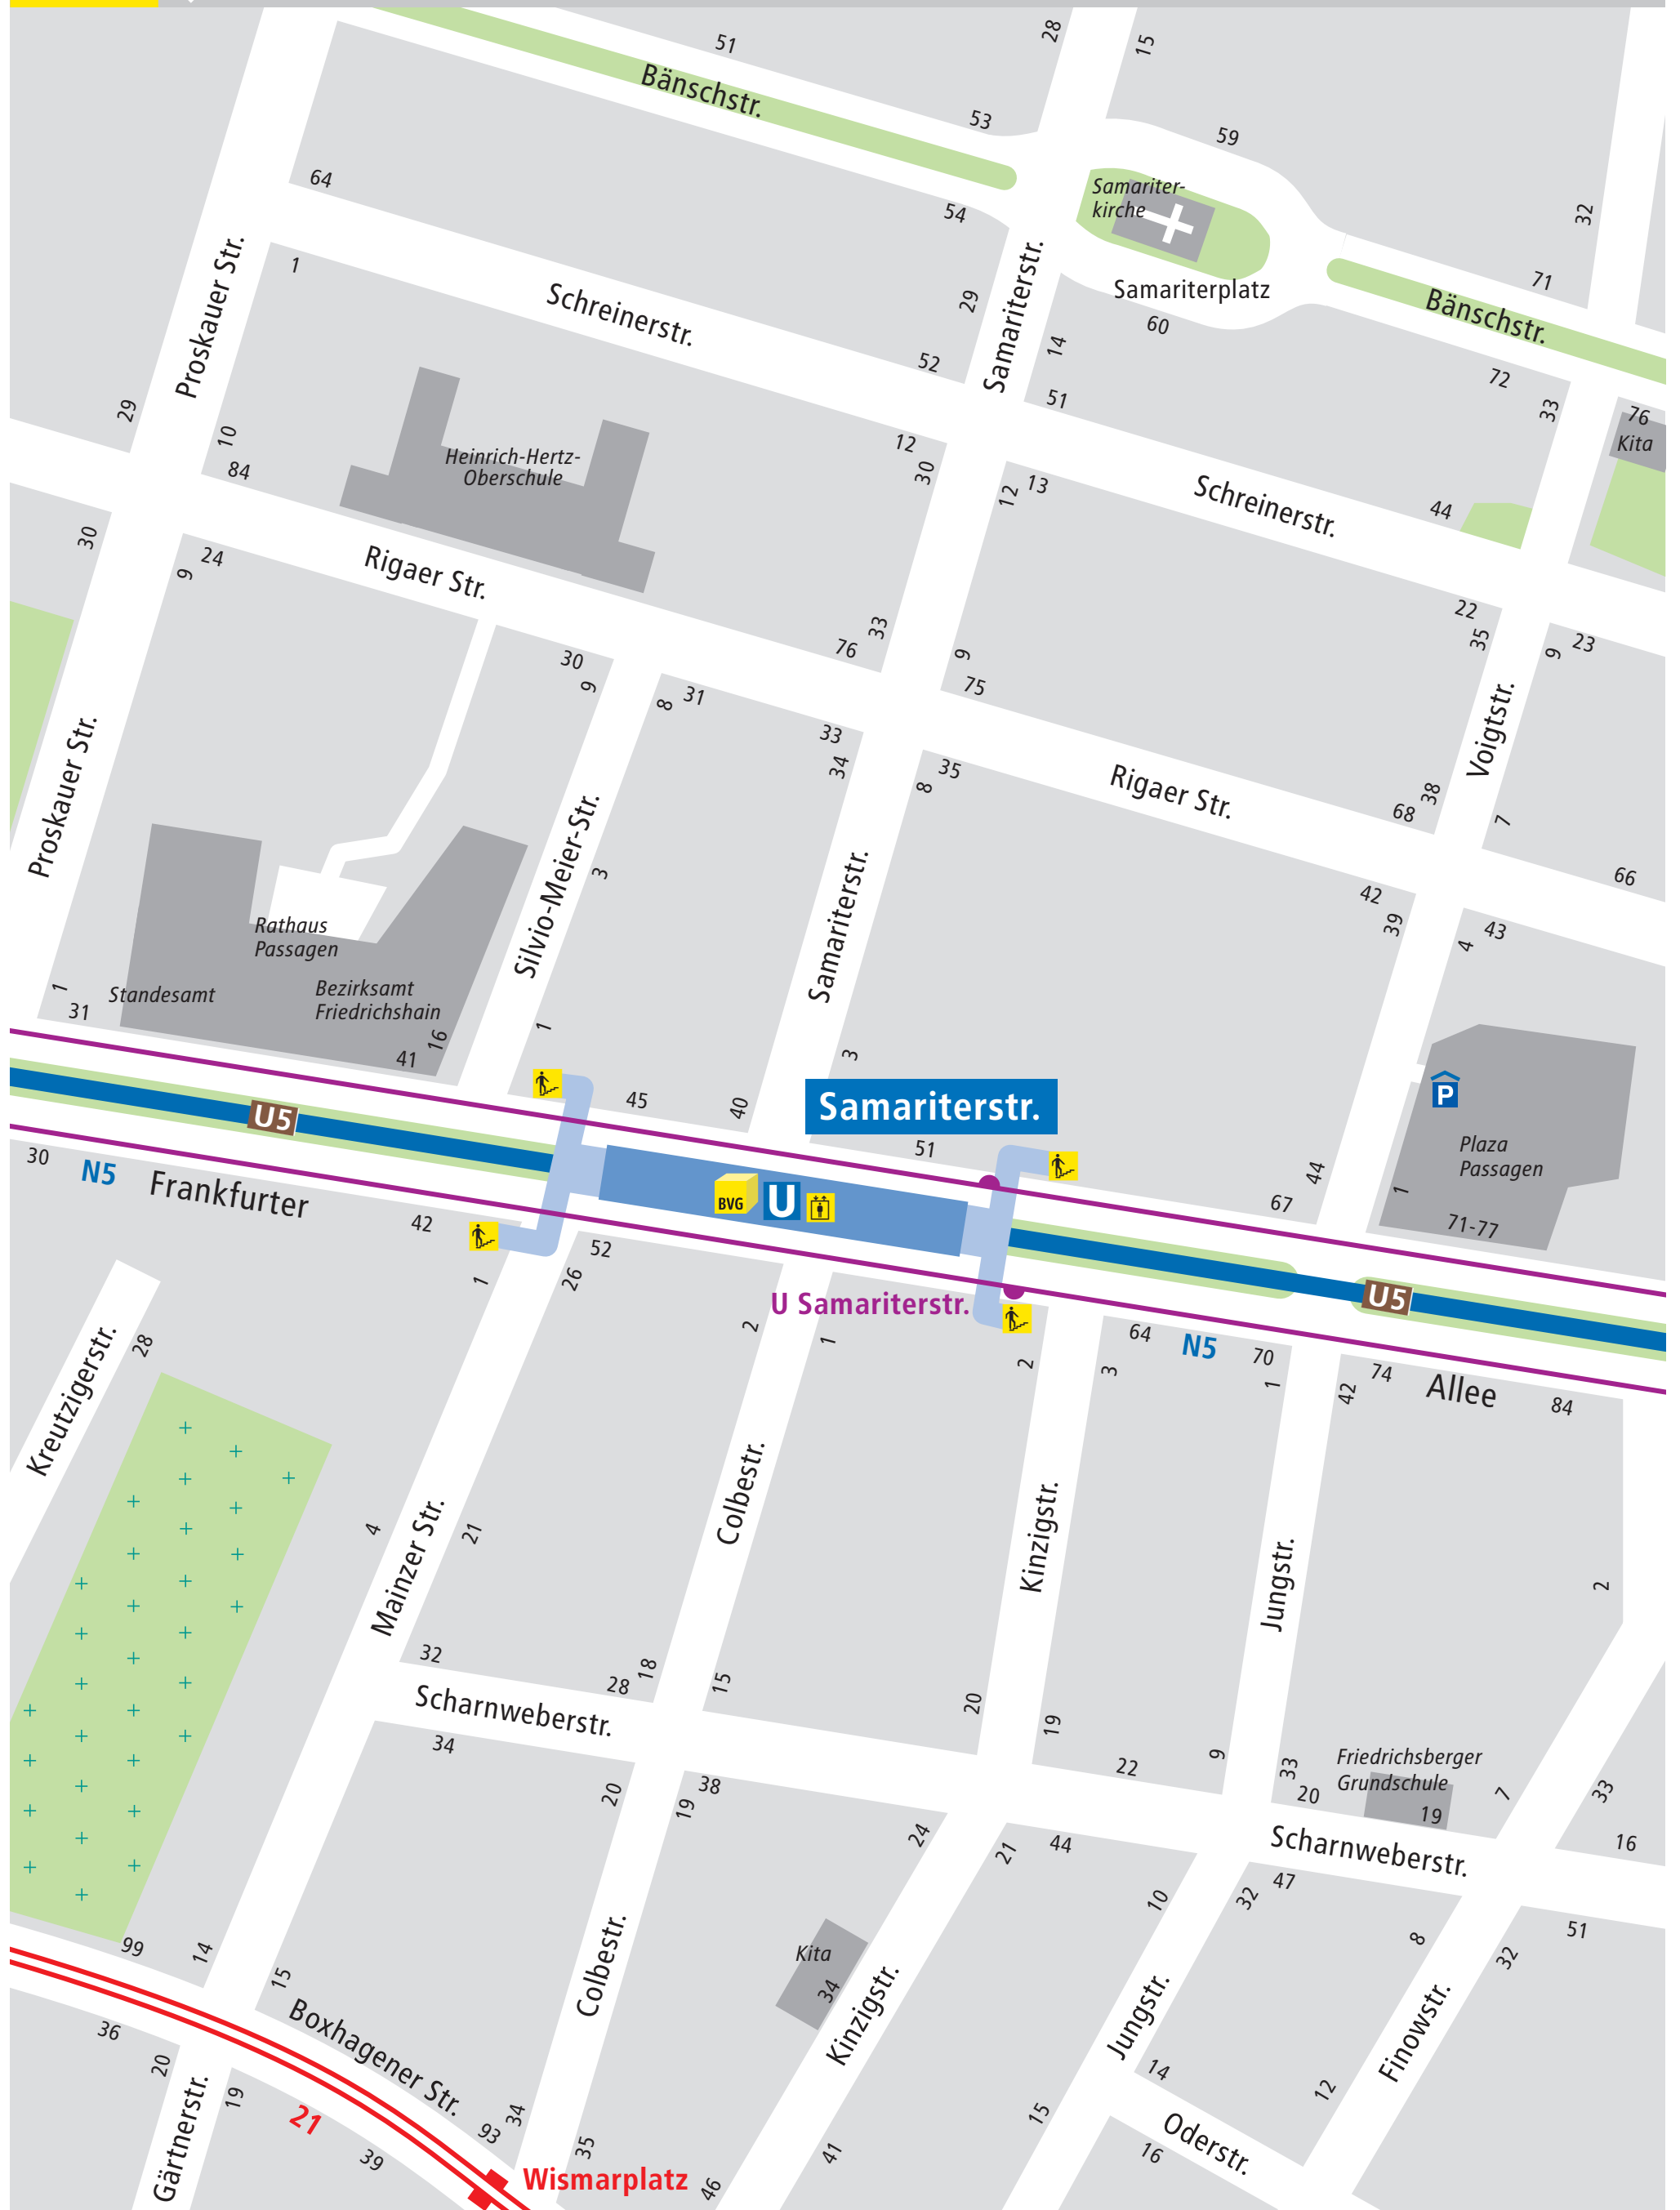 51
28
15
Bänschstr.
53
59
64
Samariter-
kirche
54
32
Proskauer Str.
1
Samariterstr.
29
Samariterplatz
60
71
Schreinerstr.
Bänschstr.
14
52
51
72
33
76
Kita
29
10
84
Heinrich-Hertz-
Oberschule
12
30
12
13
Schreinerstr.
44
30
24
9
Rigaer Str.
22
35
23
9
33
76
9
75
30
9
8
31
33
34
8
35
Rigaer Str.
Voigtstr.
38
68
7
Proskauer Str.
Silvio-Meier-Str.
3
Samariterstr.
42
39
66
4
43
Rathaus
Passagen
1
31
Standesamt
Bezirksamt
Friedrichshain
41
16
1
3
45
40
Samariterstr.
P
Plaza
Passagen
U5
51
44
1
67
71-77
30
N5
Frankfurter
BVG
U
42
52
1
26
U Samariterstr.
U5
2
1
2
3
64
N5
70
1
42
74
Allee
84
Kreutzigerstr.
28
Mainzer Str.
4
21
Colbestr.
Kinzigstr.
Jungstr.
2
32
28
18
15
Scharnweberstr.
34
20
19
22
9
33
20
Friedrichsberger
Grundschule
19
7
33
16
20
38
19
24
21
44
Scharnweberstr.
47
10
32
8
32
51
99
14
15
Colbestr.
Kita
34
Kinzigstr.
Jungstr.
Finowstr.
36
20
Boxhagener Str.
Gärtnerstr.
19
21
39
93
34
35
14
15
12
Oderstr.
16
41
46
Wismarplatz